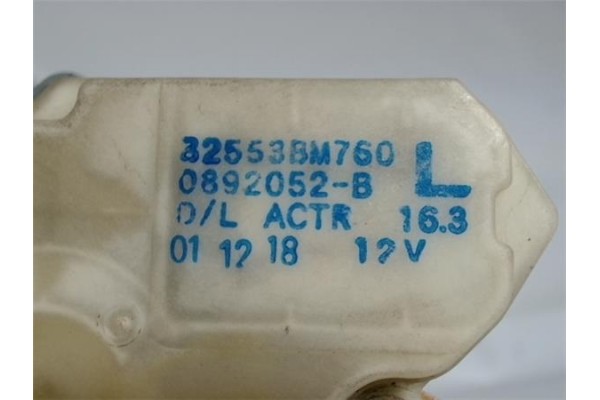 32553BM760
0892052-B L
D/L ACTR 16.3
01 12 18 12V